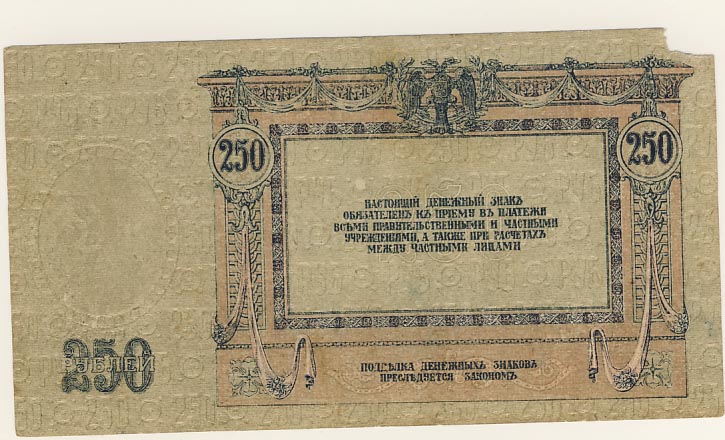 250
250
НАСТОЯЩІЙ ДЕНЕЖНЫЙ ЗНАКЪ
ОБЯЗАТЕЛЕНЪ КЪ ПРІЕМУ ВЪ ПЛАТЕЖИ
ВСѢМИ ПРАВИТЕЛЬСТВЕННЫМИ И ЧАСТНЫМИ
УЧРЕЖДЕНІЯМИ, А ТАКЖЕ ПРИ РАСЧЕТАХЪ
МЕЖДУ ЧАСТНЫМИ ЛИЦАМИ
250
РУБЛЕЙ
ПОДДѢЛКА ДЕНЕЖНЫХЪ ЗНАКОВЪ
ПРЕСЛѢДУЕТСЯ ЗАКОНОМЪ